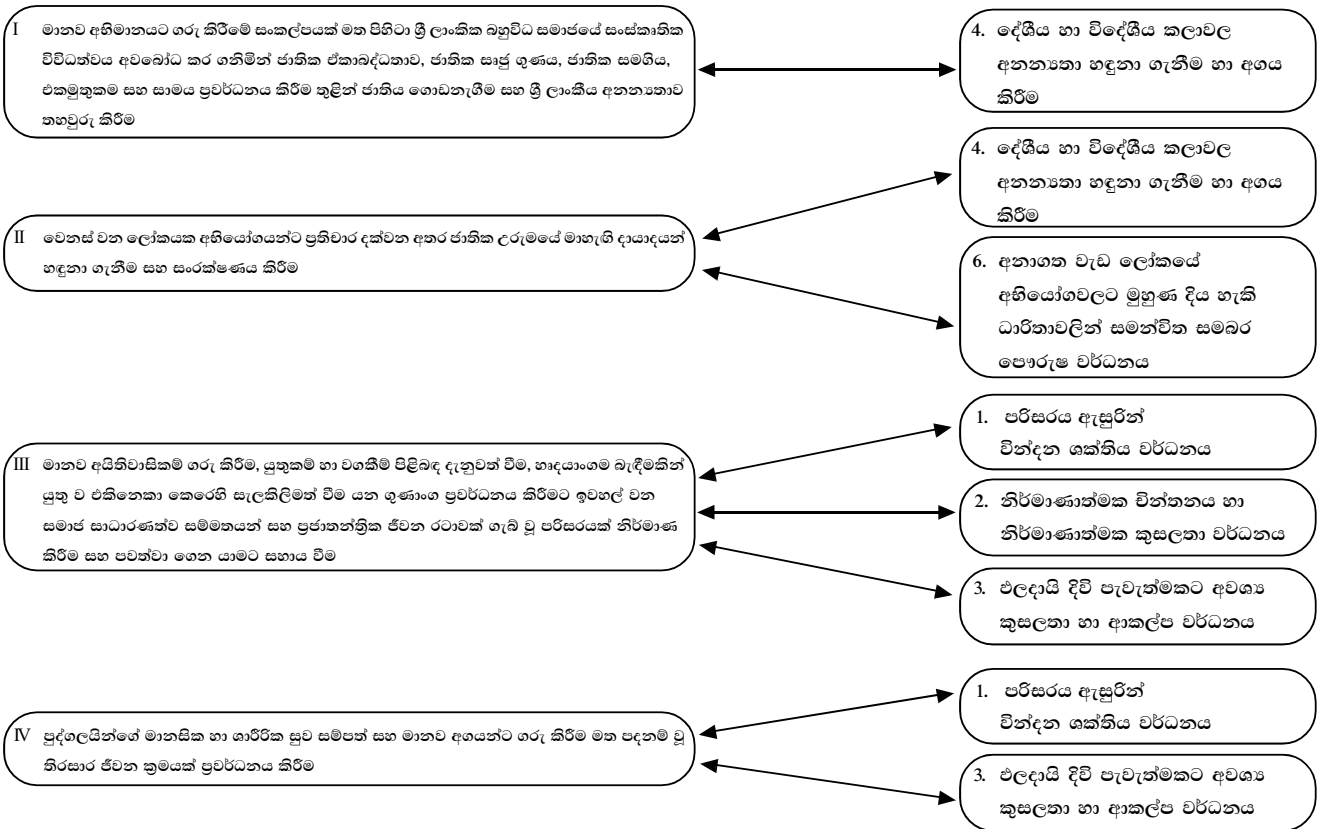 I මානව අභිමානයට ගරු කිරීමේ සංකල්පයක් මත පිහිටා ශ්‍රී ලාංකික බහුවිධ සමාජයේ සංස්කෘතික
විවිධත්වය අවබෝධ කර ගනිමින් ජාතික ඒකාබද්ධතාව, ජාතික සෘජු ගුණය, ජාතික සමගිය,
එකමුතුකම සහ සාමය ප්‍රවර්ධනය කිරීම තුළින් ජාතිය ගොඩනැගීම සහ ශ්‍රී ලාංකීය අනන්‍යතාව
තහවුරු කිරීම
4. දේශීය හා විදේශීය කලාවල
අනන්‍යතා හඳුනා ගැනීම හා අගය
කිරීම
4. දේශීය හා විදේශීය කලාවල
අනන්‍යතා හඳුනා ගැනීම හා අගය
කිරීම
II වෙනස් වන ලෝකයක අභියෝගයන්ට ප්‍රතිචාර දක්වන අතර ජාතික උරුමයේ මාහැඟි දායාදයන්
හඳුනා ගැනීම සහ සංරක්ෂණය කිරීම
6. අනාගත වැඩ ලෝකයේ
අභියෝගවලට මුහුණ දිය හැකි
ධාරිතාවලින් සමන්විත සමබර
පෞරුෂ වර්ධනය
1. පරිසරය ඇසුරින්
වින්දන ශක්තිය වර්ධනය
III මානව අයිතිවාසිකම් ගරු කිරීම, යුතුකම් හා වගකීම් පිළිබඳ දැනුවත් වීම, හෘදයාංගම බැඳීමකින්
යුතු ව එකිනෙකා කෙරෙහි සැලකිලිමත් වීම යන ගුණාංග ප්‍රවර්ධනය කිරීමට ඉවහල් වන
සමාජ සාධාරණත්ව සම්මතයන් සහ ප්‍රජාතන්ත්‍රික ජීවන රටාවක් ගැබ් වූ පරිසරයක් නිර්මාණ
කිරීම සහ පවත්වා ගෙන යාමට සහාය වීම
2. නිර්මාණාත්මක චින්තනය හා
නිර්මාණාත්මක කුසලතා වර්ධනය
3. ඵලදායි දිවි පැවැත්මකට අවශ්‍ය
කුසලතා හා ආකල්ප වර්ධනය
1. පරිසරය ඇසුරින්
වින්දන ශක්තිය වර්ධනය
IV පුද්ගලයින්ගේ මානසික හා ශාරීරික සුව සම්පත් සහ මානව අගයන්ට ගරු කිරීම මත පදනම් වූ
තිරසාර ජීවන ක්‍රමයක් ප්‍රවර්ධනය කිරීම
3. ඵලදායි දිවි පැවැත්මකට අවශ්‍ය
කුසලතා හා ආකල්ප වර්ධනය